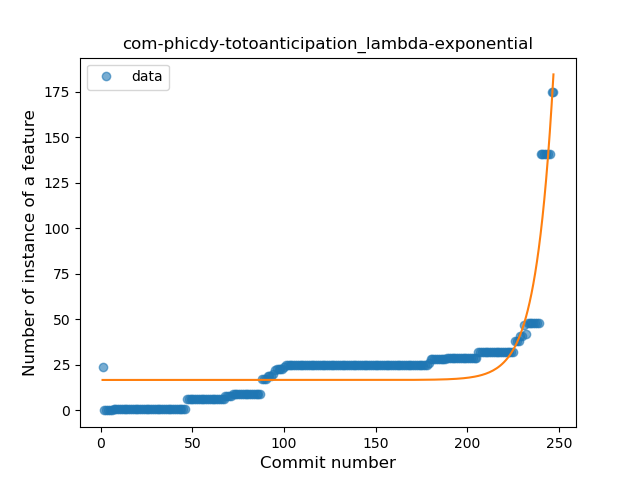 com-phicdy-totoanticipation_lambda-exponential
data
Number of instance of a feature
175
150
125
100
75
50
25
0
0 50 100 150 200 250
Commit number